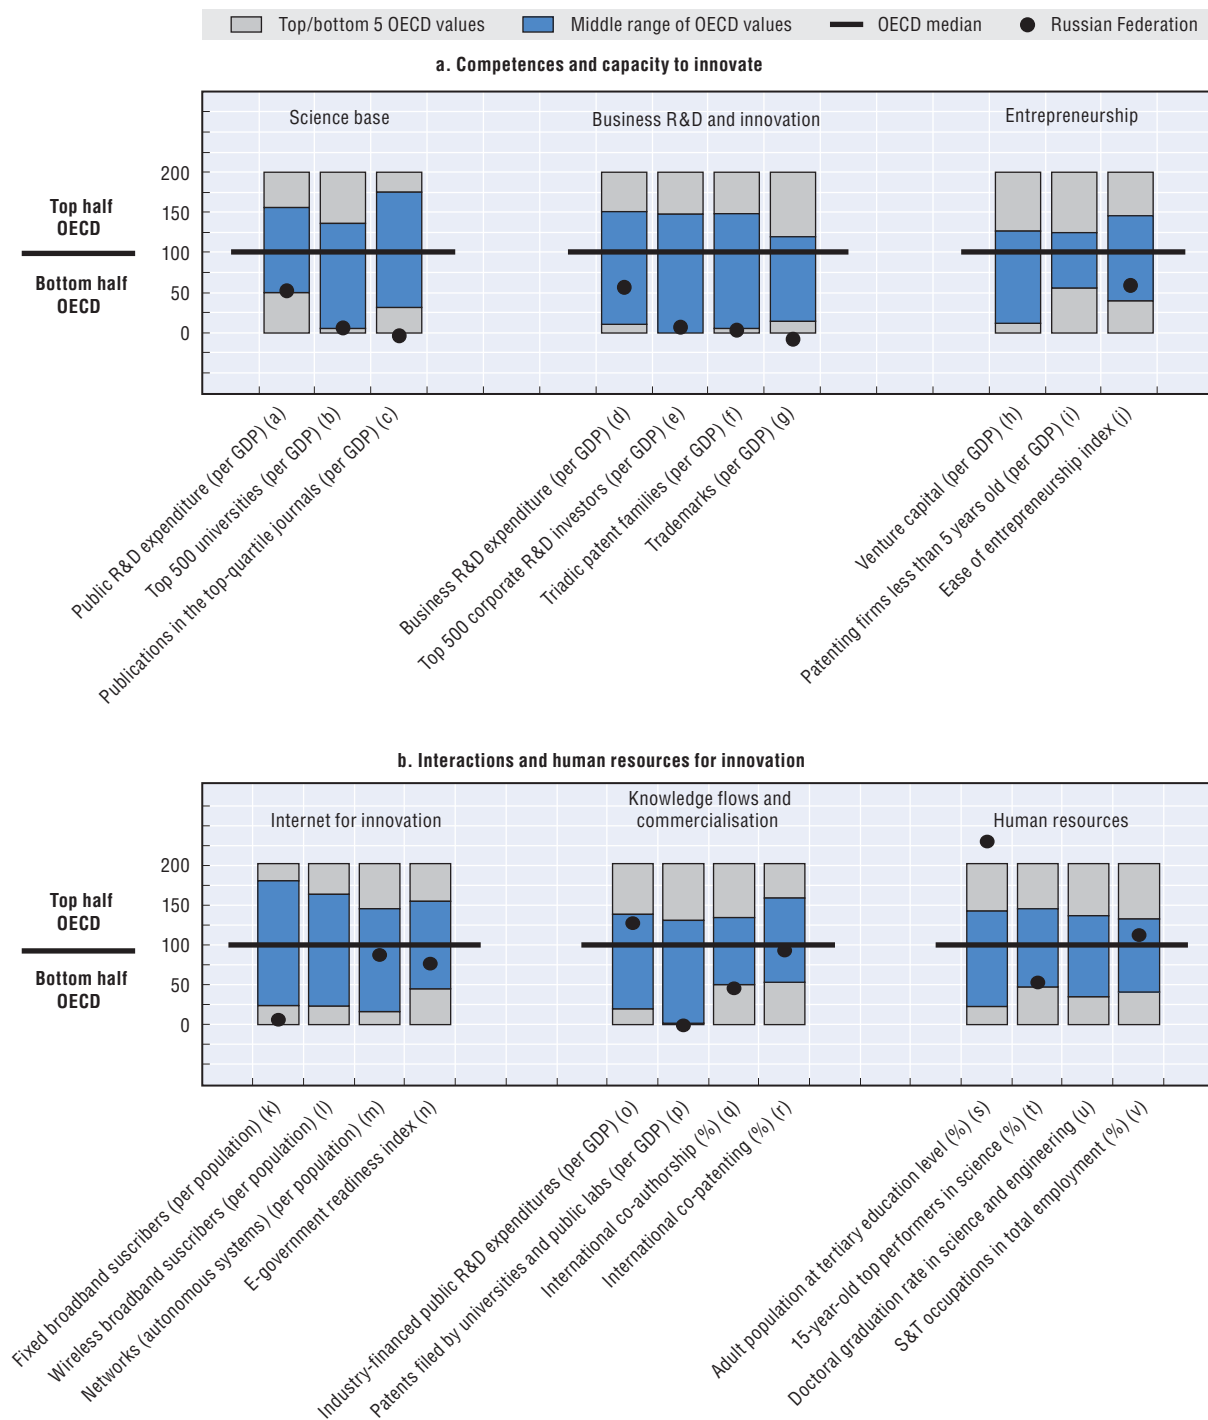 Top/bottom 5 OECD values
Middle range of OECD values
OECD median
Russian Federation
a. Competences and capacity to innovate
Science base
Business R&D and innovation
Entrepreneurship
200
150
100
50
0
Top half
OECD
Bottom half
OECD
Public R&D expenditure (per GDP) (a)
Top 500 universities (per GDP) (b)
Publications in the top-quartile journals (per GDP) (c)
Business R&D expenditure (per GDP) (d)
Top 500 corporate R&D investors (per GDP) (e)
Triadic patent families (per GDP) (f)
Trademarks (per GDP) (g)
Venture capital (per GDP) (h)
Patenting firms less than 5 years old (per GDP) (i)
Ease of entrepreneurship index (j)
b. Interactions and human resources for innovation
Internet for innovation
Knowledge flows and
commercialisation
Human resources
200
150
100
50
0
Top half
OECD
Bottom half
OECD
Fixed broadband suscribers (per population) (k)
Wireless broadband suscribers (per population) (l)
Networks (autonomous systems) (per population) (m)
E-government readiness index (n)
Industry-financed public R&D expenditures (per GDP) (o)
Patents filed by universities and public labs (per GDP) (p)
International co-authorship (%) (q)
International co-patenting (%) (r)
Adult population at tertiary education level (%) (s)
15-year-old top performers in science (%) (t)
Doctoral graduation rate in science and engineering (u)
S&T occupations in total employment (%) (v)